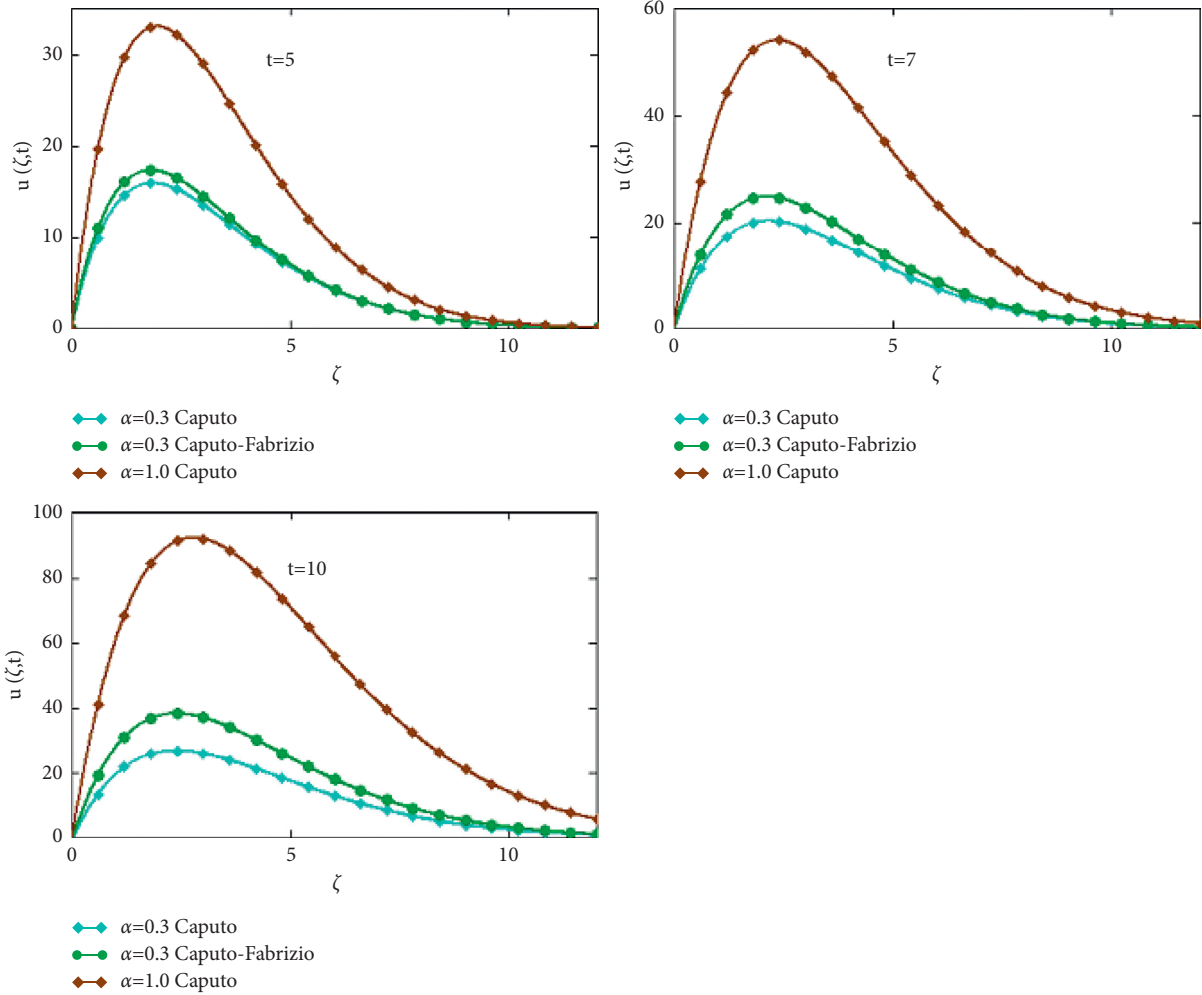 30
20
10
0
u (ζ,t)
t=5
0
5
10
ζ
α=0.3 Caputo
α=0.3 Caputo-Fabrizio
α=1.0 Caputo
60
40
20
0
u (ζ,t)
t=7
0
5
10
ζ
α=0.3 Caputo
α=0.3 Caputo-Fabrizio
α=1.0 Caputo
100
80
60
40
20
0
u (ζ,t)
t=10
0
5
10
ζ
α=0.3 Caputo
α=0.3 Caputo-Fabrizio
α=1.0 Caputo